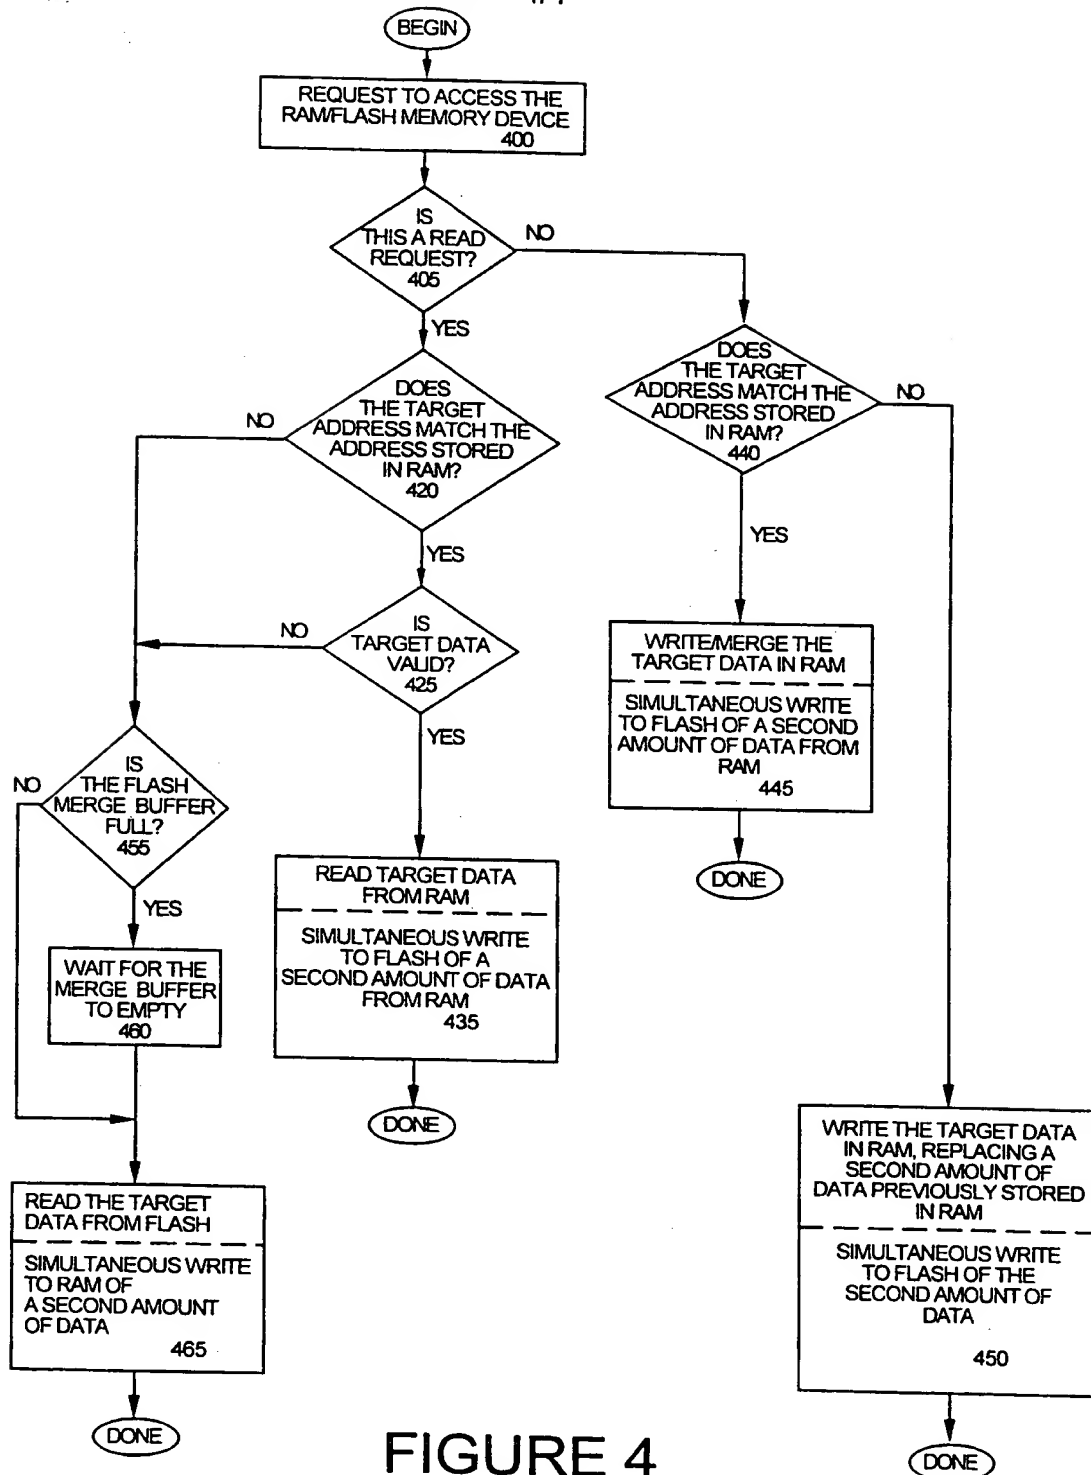 4/4
BEGIN
REQUEST TO ACCESS THE
RAM/FLASH MEMORY DEVICE
400
IS
THIS A READ
REQUEST?
405
NO
YES
DOES
THE TARGET
ADDRESS MATCH THE
ADDRESS STORED
IN RAM?
420
NO
YES
DOES
THE TARGET
ADDRESS MATCH THE
ADDRESS STORED
IN RAM?
440
NO
YES
IS
TARGET DATA
VALID?
425
NO
YES
WRITE/MERGE THE
TARGET DATA IN RAM
SIMULTANEOUS WRITE
TO FLASH OF A SECOND
AMOUNT OF DATA FROM
RAM
445
DONE
IS
THE FLASH
MERGE BUFFER
FULL?
455
NO
YES
READ TARGET DATA
FROM RAM
SIMULTANEOUS WRITE
TO FLASH OF A
SECOND AMOUNT OF DATA
FROM RAM
435
DONE
WAIT FOR THE
MERGE BUFFER
TO EMPTY
460
READ THE TARGET
DATA FROM FLASH
SIMULTANEOUS WRITE
TO RAM OF
A SECOND AMOUNT
OF DATA
465
DONE
WRITE THE TARGET DATA
IN RAM, REPLACING A
SECOND AMOUNT OF
DATA PREVIOUSLY STORED
IN RAM
SIMULTANEOUS WRITE
TO FLASH OF THE
SECOND AMOUNT OF
DATA
450
DONE
FIGURE 4